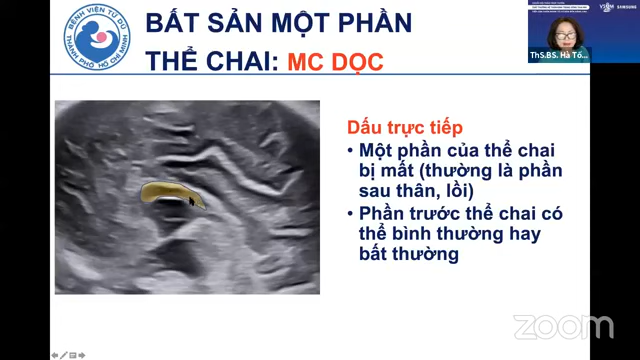 BỆNH VIỆN TỪ DŨ
THÀNH PHỐ HỒ CHÍ MINH
BẤT SẢN MỘT PHẦN
THỂ CHAI: MC DỌC
Dấu trực tiếp
• Một phần của thể chai
bị mất (thường là phần
sau thân, lồi)
• Phần trước thể chai có
thể bình thường hay
bất thường
SAMSUNG
ThS.BS. Hà Tố...
zoom